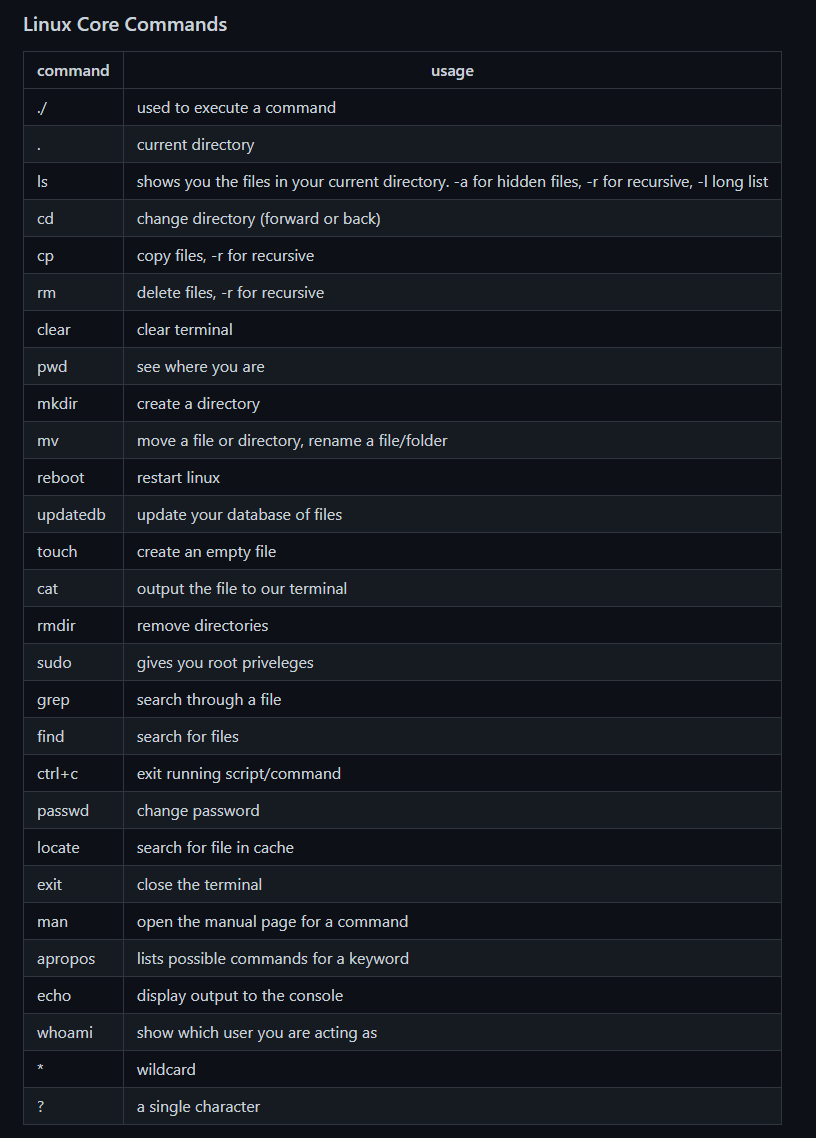 Linux Core Commands
command usage
./ used to execute a command
. current directory
ls shows you the files in your current directory. -a for hidden files, -r for recursive, -l long list
cd change directory (forward or back)
cp copy files, -r for recursive
rm delete files, -r for recursive
clear clear terminal
pwd see where you are
mkdir create a directory
mv move a file or directory, rename a file/folder
reboot restart linux
updatedb update your database of files
touch create an empty file
cat output the file to our terminal
rmdir remove directories
sudo gives you root priveleges
grep search through a file
find search for files
ctrl+c exit running script/command
passwd change password
locate search for file in cache
exit close the terminal
man open the manual page for a command
apropos lists possible commands for a keyword
echo display output to the console
whoami show which user you are acting as
* wildcard
? a single character